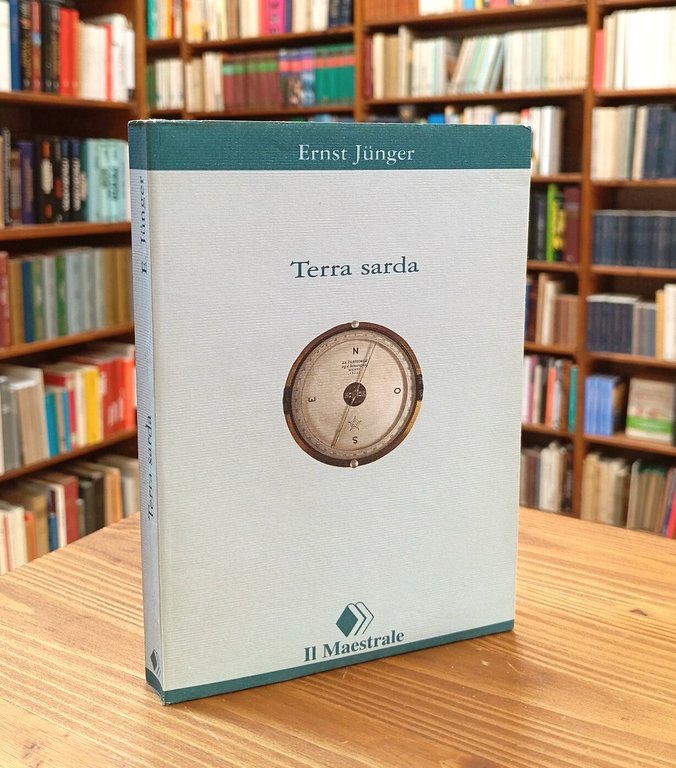 Ernst Jünger
Terra sarda
N
E
O
S
Il Maestrale
E. Jünger
Terra sarda